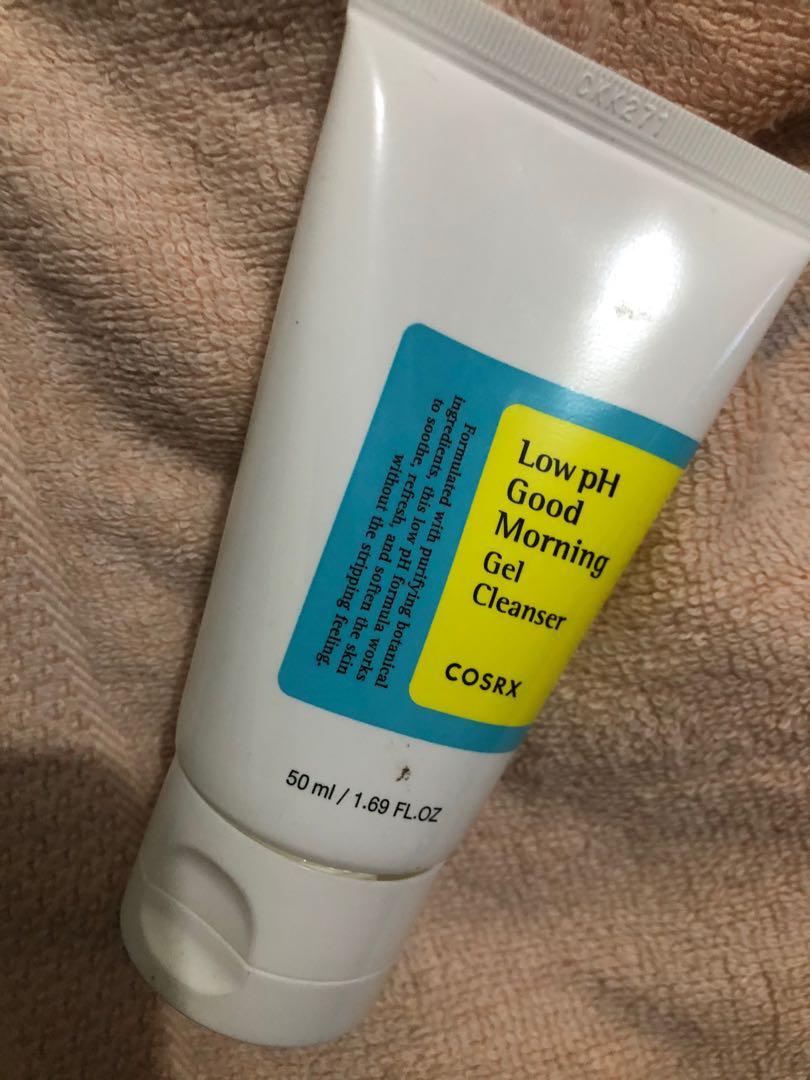 CXK271
Low pH
Good
Morning
Gel
Cleanser
COSRX
Formulated with purifying botanical
ingredients, this low pH formula works
to soothe, refresh, and soften the skin
without the stripping feeling.
50 ml / 1.69 FL.OZ